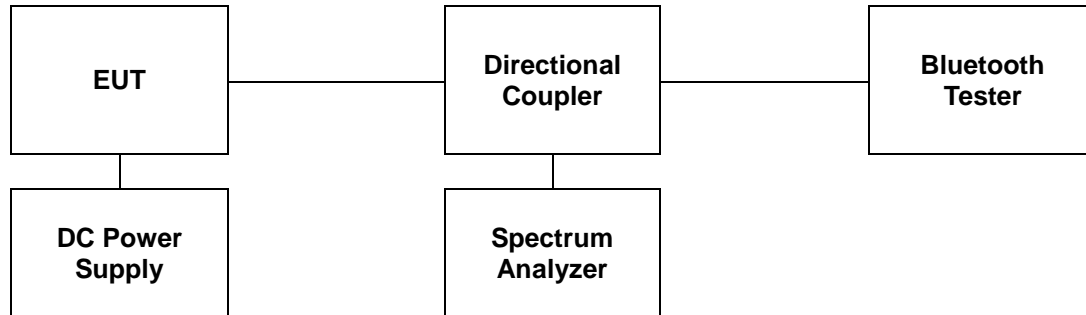 EUT
Directional
Coupler
Bluetooth
Tester
DC Power
Supply
Spectrum
Analyzer